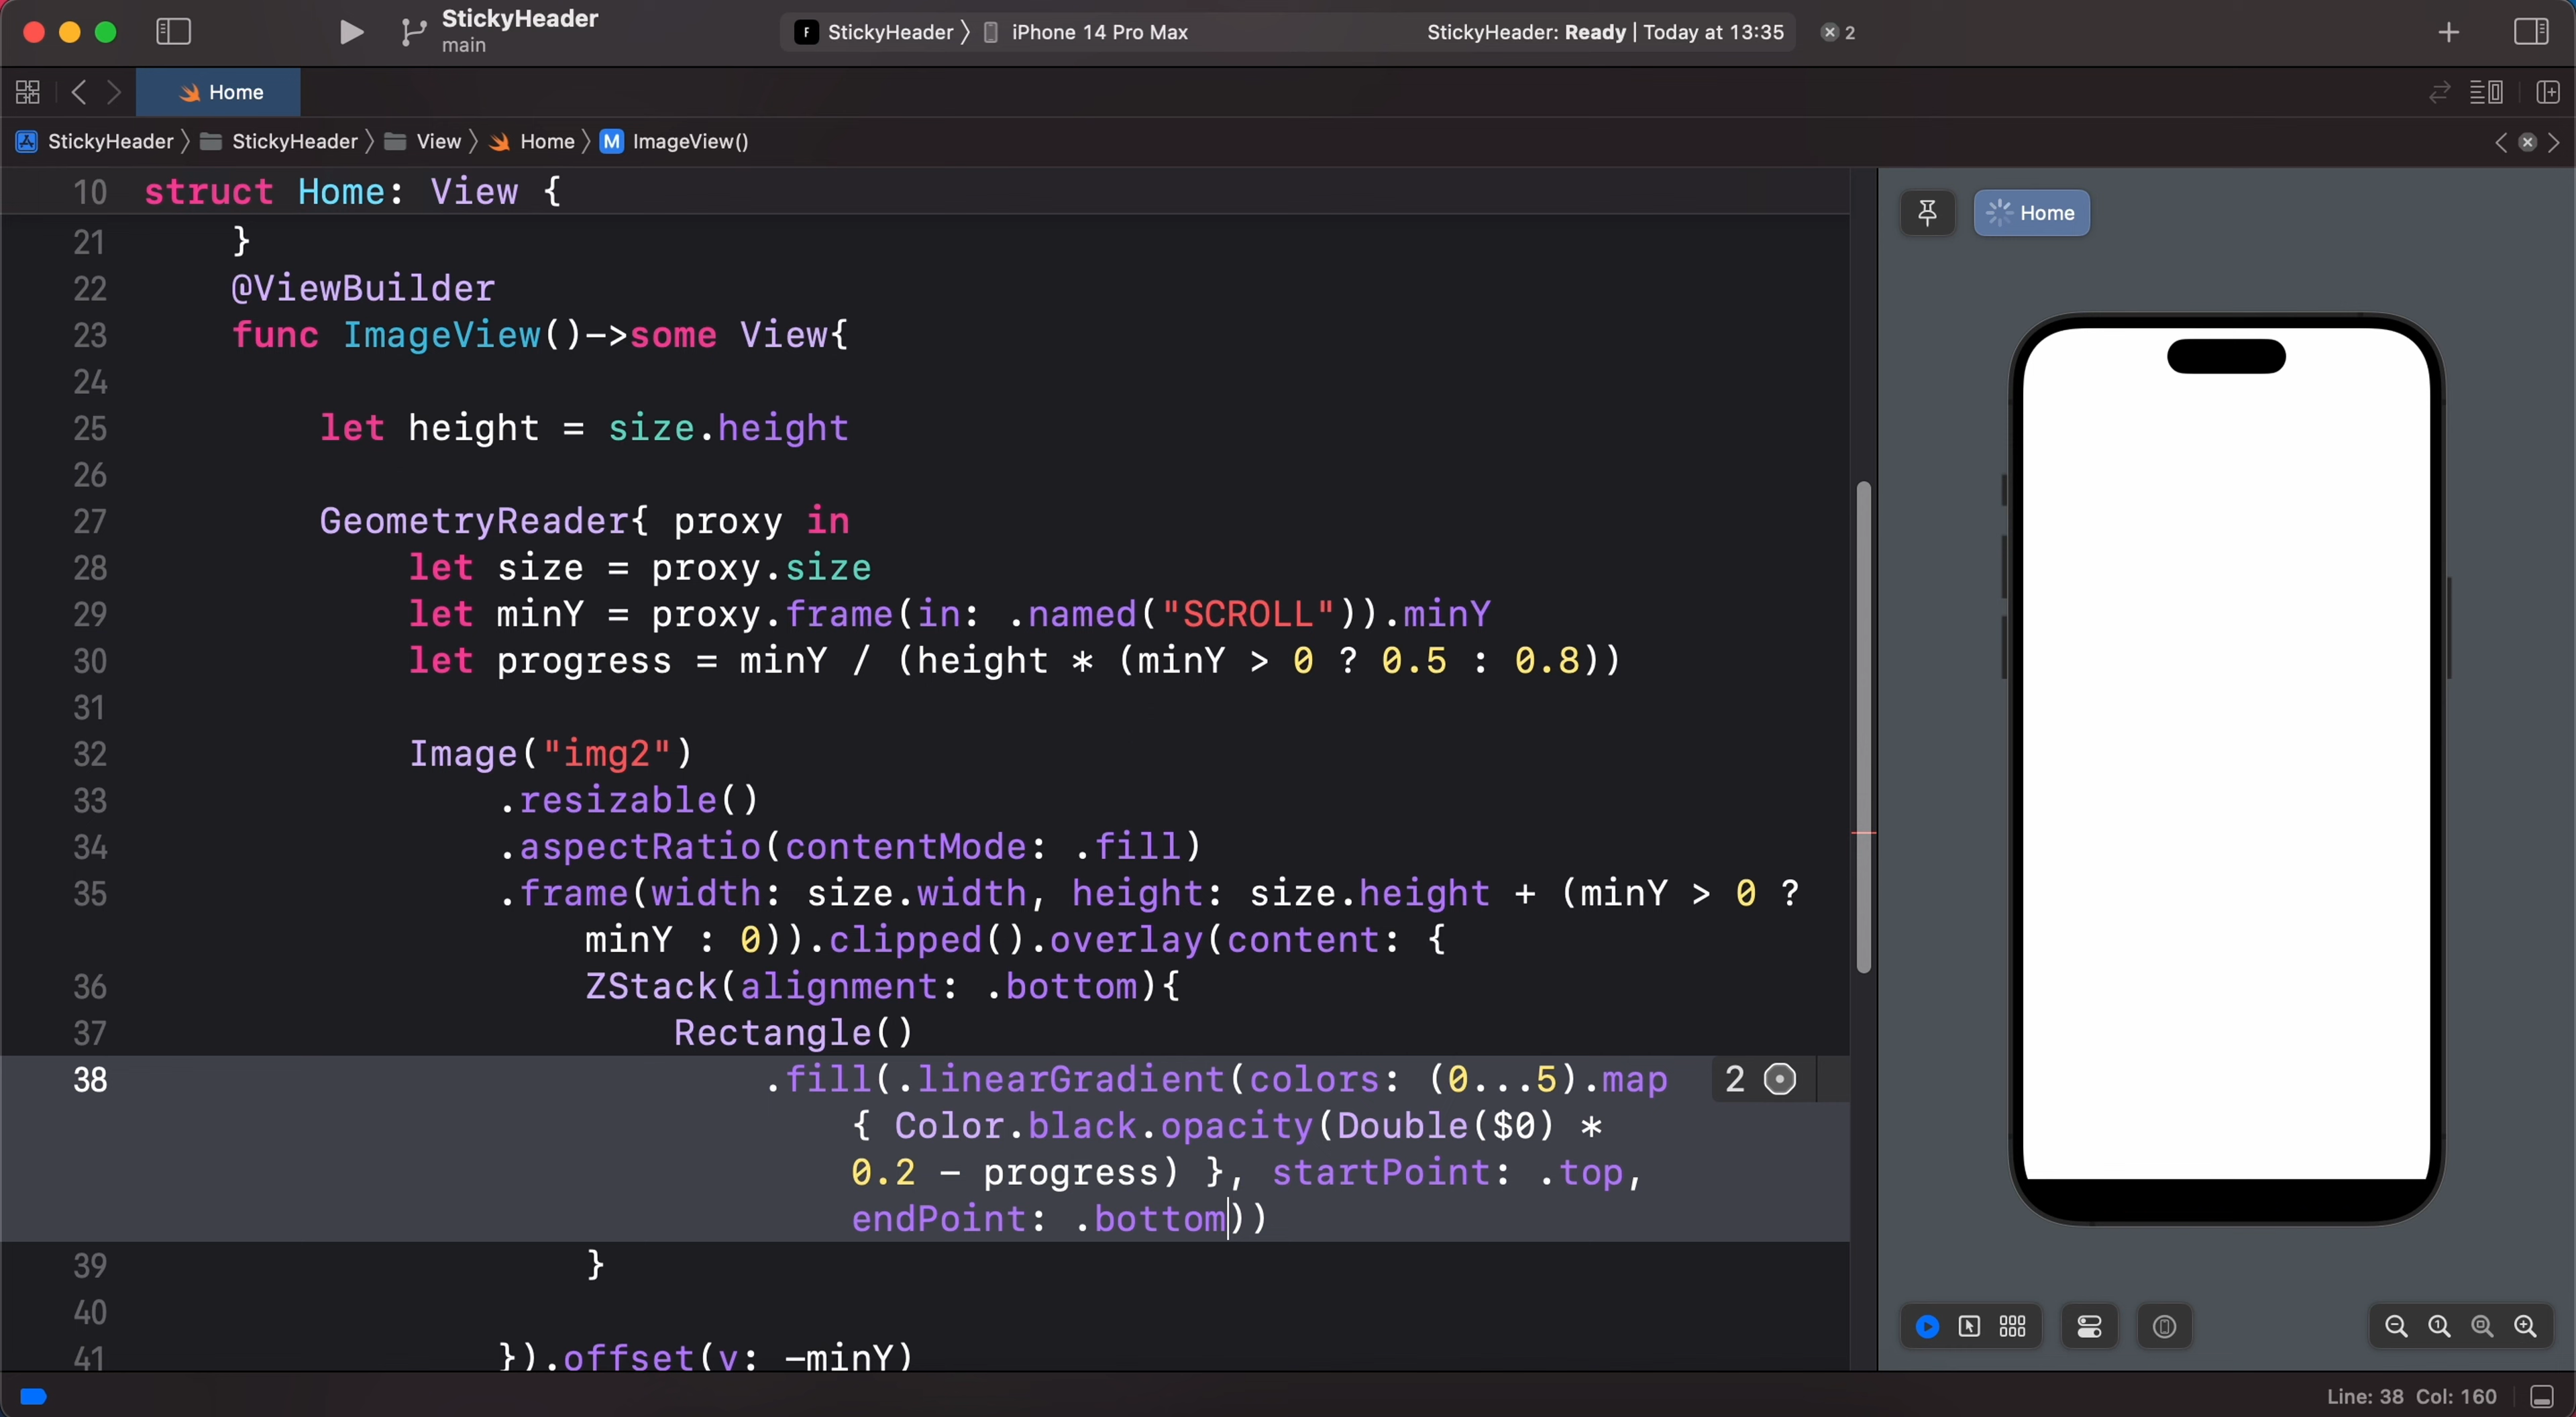 StickyHeader
main
StickyHeader 〉 iPhone 14 Pro Max
StickyHeader: Ready | Today at 13:35
2
Home
StickyHeader 〉 StickyHeader 〉 View 〉 Home 〉 M ImageView()
10 struct Home: View {
21 }
22 @ViewBuilder
23 func ImageView()->some View{
24
25 let height = size.height
26
27 GeometryReader{ proxy in
28 let size = proxy.size
29 let minY = proxy.frame(in: .named("SCROLL")).minY
30 let progress = minY / (height * (minY > 0 ? 0.5 : 0.8))
31
32 Image("img2")
33 .resizable()
34 .aspectRatio(contentMode: .fill)
35 .frame(width: size.width, height: size.height + (minY > 0 ?
minY : 0)).clipped().overlay(content: {
36 ZStack(alignment: .bottom){
37 Rectangle()
38 .fill(.linearGradient(colors: (0...5).map 2
{ Color.black.opacity(Double($0) *
0.2 - progress) }, startPoint: .top,
endPoint: .bottom))
39 }
40
41 }).offset(y: -minY)
Home
Line: 38 Col: 160